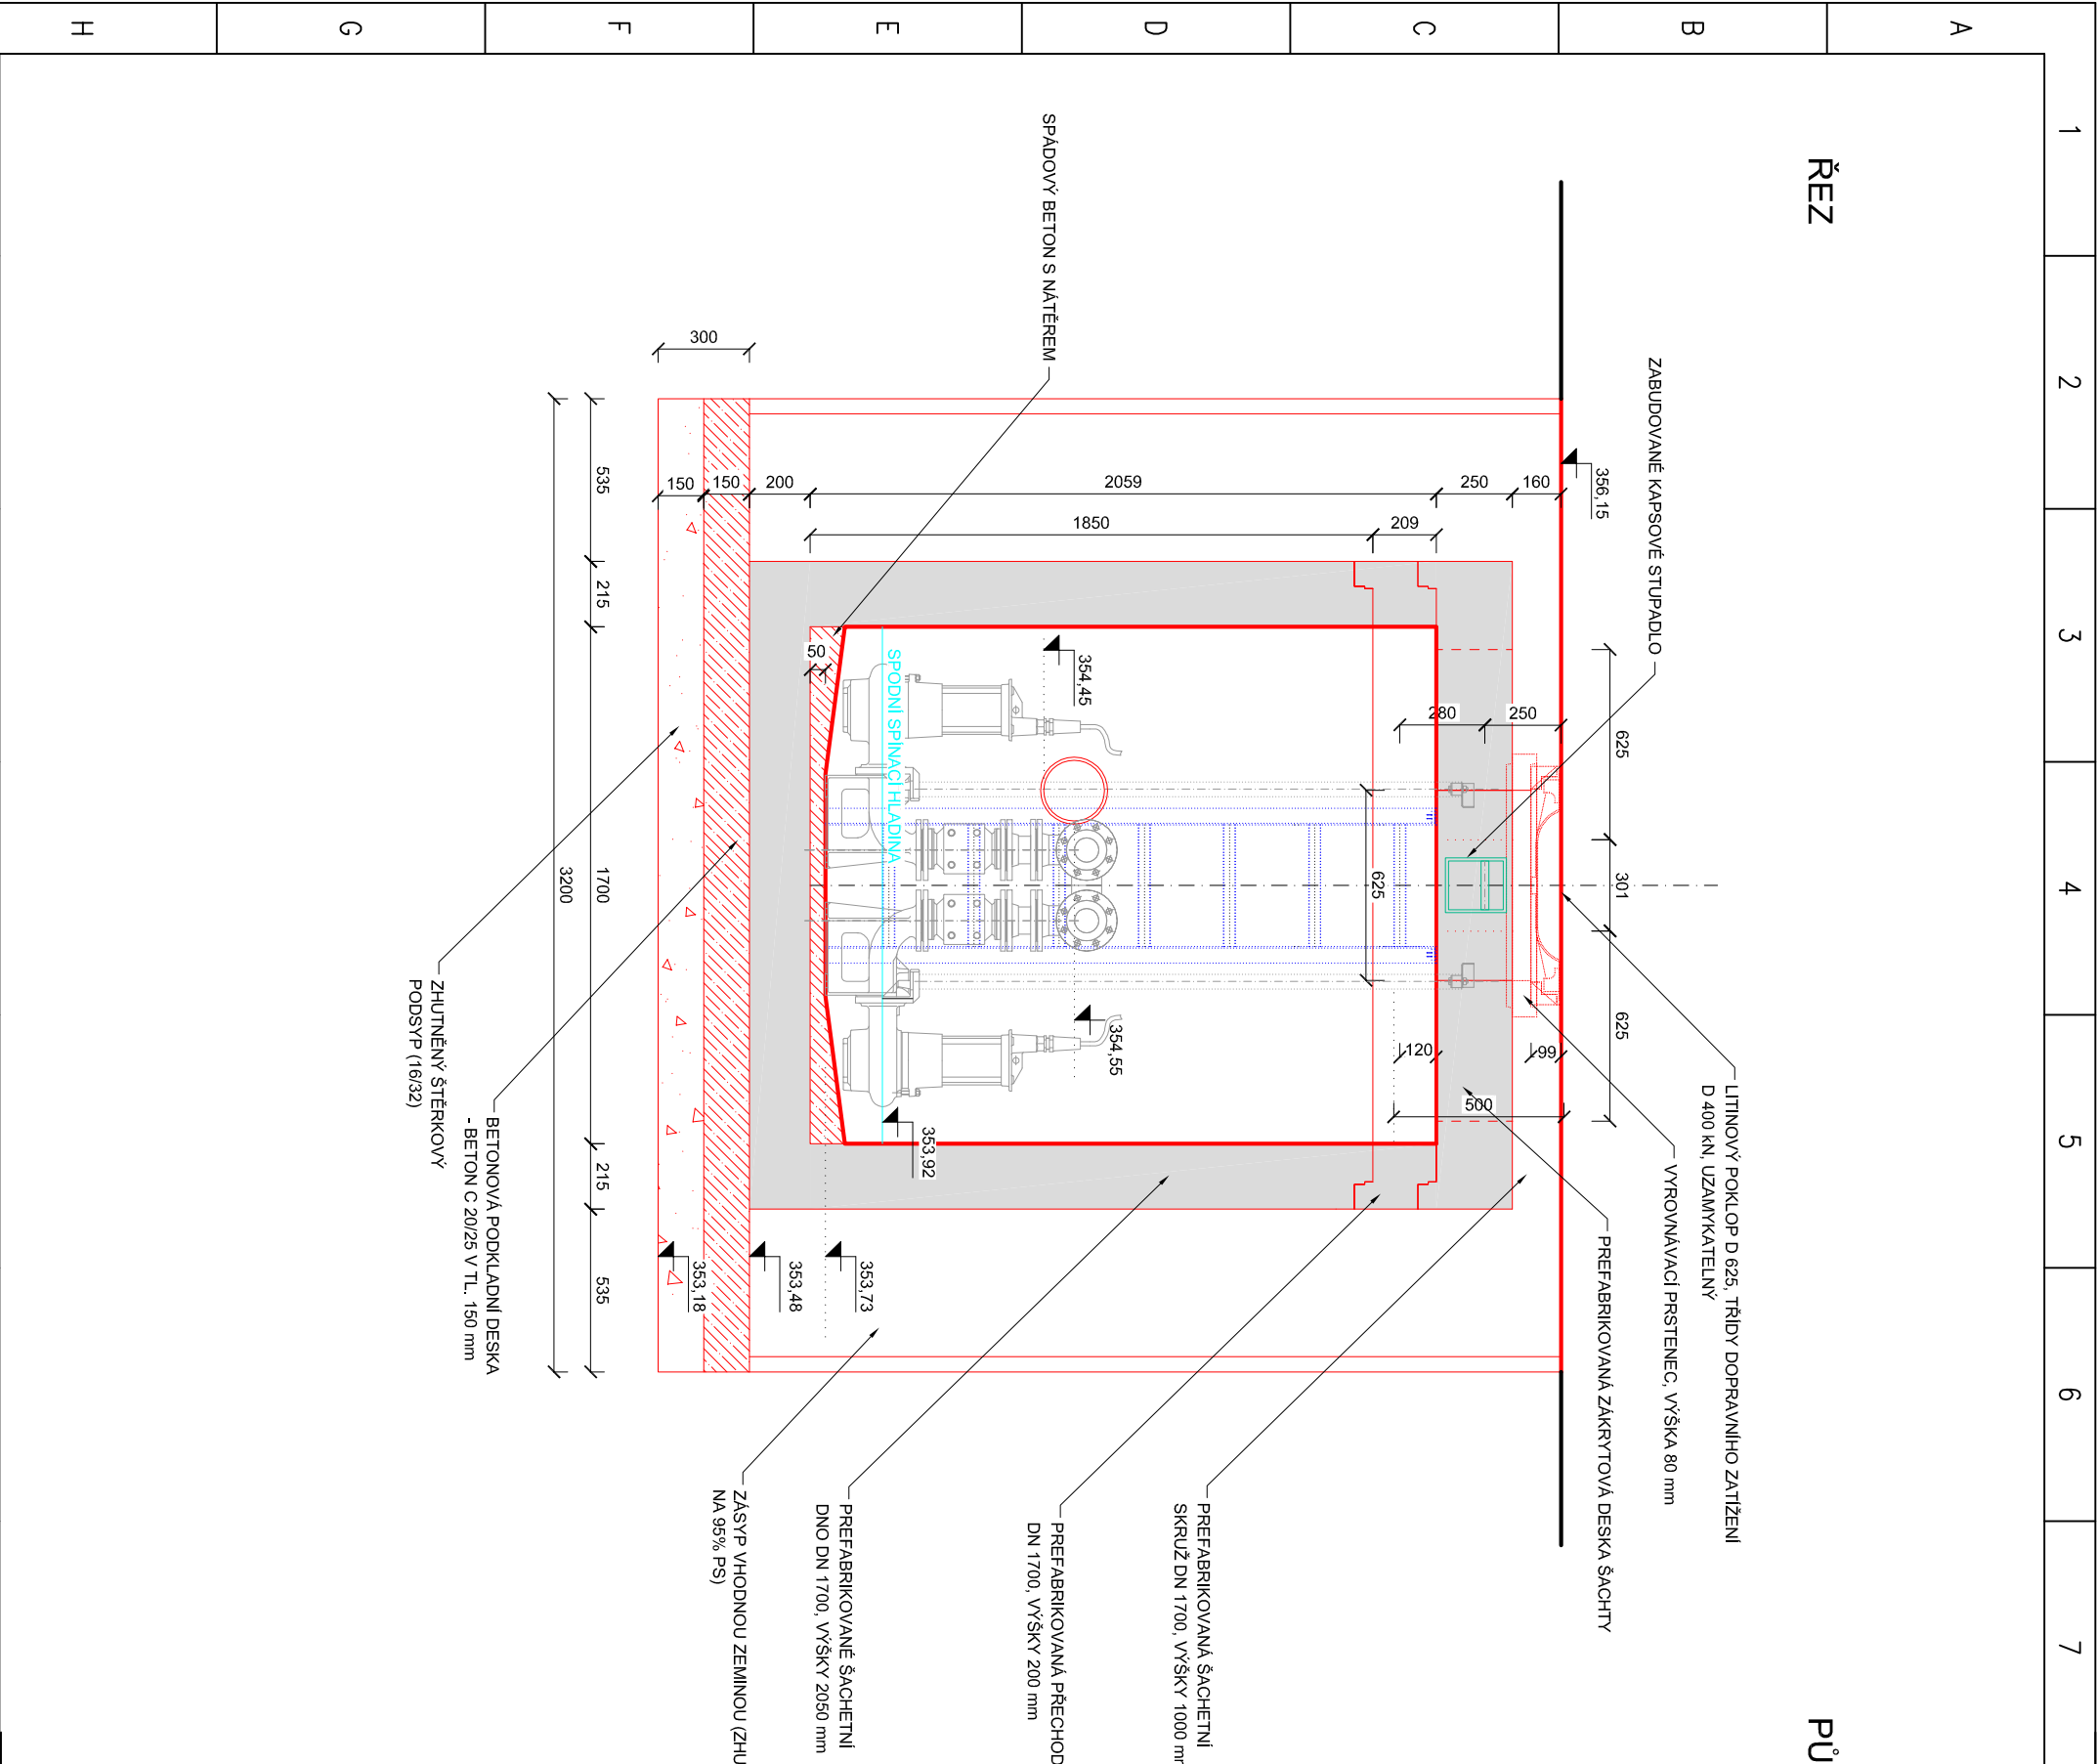 ŘEZ
PŮ
A
B
C
D
E
F
G
H
1
2
3
4
5
6
7
ZABUDOVANÉ KAPSOVÉ STUPADLO
SPÁDOVÝ BETON S NÁTĚREM
LITINOVÝ POKLOP D 625, TŘÍDY DOPRAVNÍHO ZATÍŽENÍ
D 400 kN, UZAMYKATELNÝ
VYROVNÁVACÍ PRSTENEC, VÝŠKA 80 mm
PREFABRIKOVANÁ ZÁKRYTOVÁ DESKA ŠACHTY
PREFABRIKOVANÁ ŠACHETNÍ
SKRUŽ DN 1700, VÝŠKY 1000 mm
PREFABRIKOVANÁ PŘECHOD
DN 1700, VÝŠKY 200 mm
PREFABRIKOVANÉ ŠACHETNÍ
DNO DN 1700, VÝŠKY 2050 mm
ZÁSYP VHODNOU ZEMINOU (ZHU
NA 95% PS)
BETONOVÁ PODKLADNÍ DESKA
- BETON C 20/25 V TL. 150 mm
ZHUTNĚNÝ ŠTĚRKOVÝ
PODSYP (16/32)
SPODNÍ SPÍNACÍ HLADINA
356,15
354,45
354,55
353,92
353,73
353,48
353,18
300
150
150
200
2059
250
160
1850
209
50
280
250
625
301
625
625
120
99
500
535
215
1700
215
535
3200